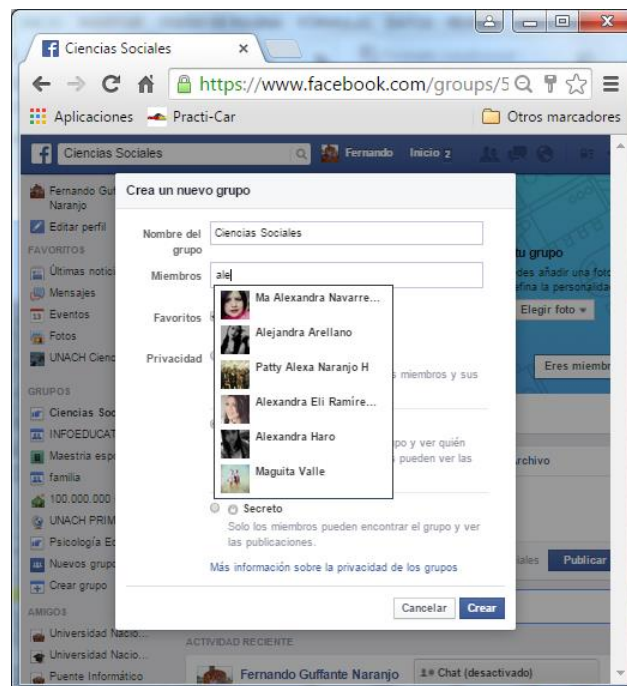 Ciencias Sociales
https://www.facebook.com/groups/5
Aplicaciones
Practi-Car
Otros marcadores
Ciencias Sociales
Fernando
Inicio 2
Fernando Guf
Naranjo
Editar perfil
FAVORITOS
Últimas notici
Mensajes
Eventos
Fotos
UNACH Cienc
GRUPOS
Ciencias Soc
INFOEDUCAT
Maestria esp
familia
100.000.000
UNACH PRIM
Psicología Ec
Nuevos grup
Crear grupo
AMIGOS
Universidad Nacio...
Universidad Nacio...
Puente Informático
Crea un nuevo grupo
Nombre del
grupo
Ciencias Sociales
Miembros
ale
Favoritos
Privacidad
Ma Alexandra Navarre...
Alejandra Arellano
Patty Alexa Naranjo H
Alexandra Eli Ramíre...
Alexandra Haro
Maguita Valle
s miembros y sus
po y ver quién
pueden ver las
Secreto
Solo los miembros pueden encontrar el grupo y ver
las publicaciones.
Más información sobre la privacidad de los grupos
Cancelar
Crear
tu grupo
des añadir una foto
efina la personalida
Elegir foto
Eres miembr
rchivo
iales
Publicar
ACTIVIDAD RECIENTE
Fernando Guffante Naranjo
Chat (desactivado)